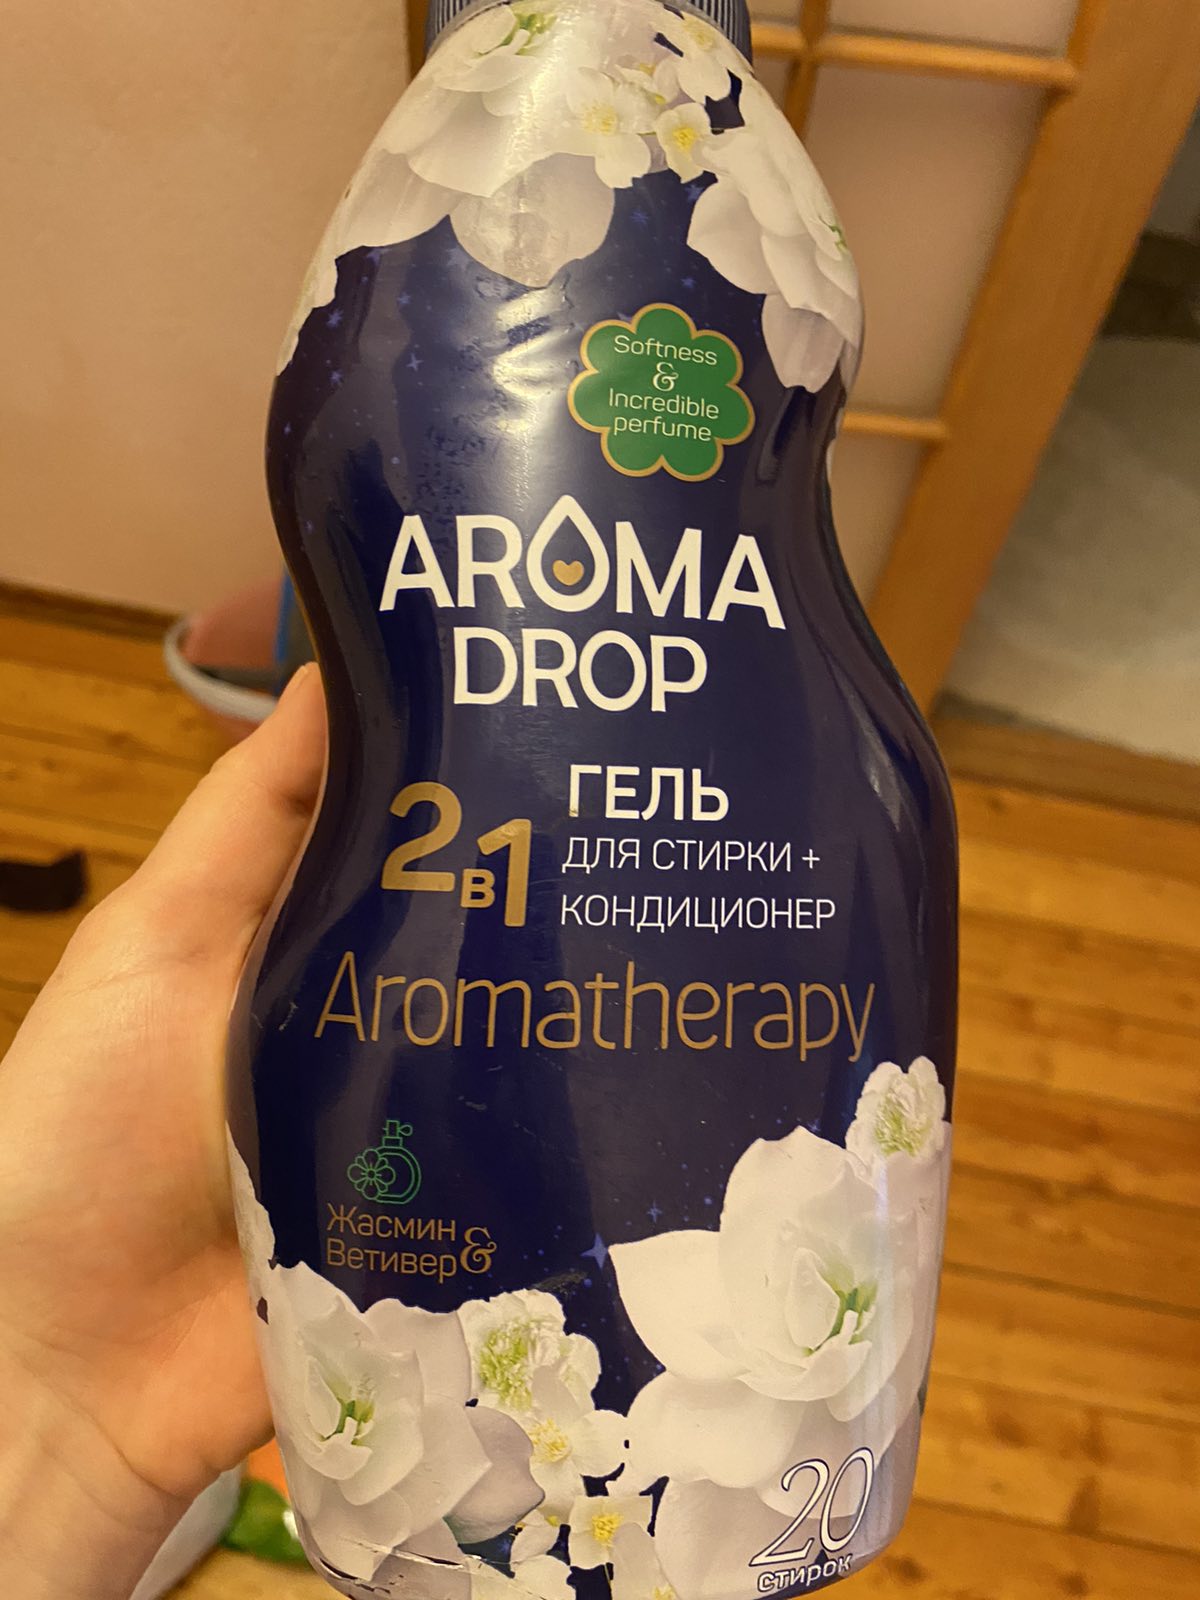 Softness
&
Incredible
perfume
AROMA
DROP
2в1
ГЕЛЬ
ДЛЯ СТИРКИ +
КОНДИЦИОНЕР
Aromatherapy
Жасмин &
Ветивер
20
стирок